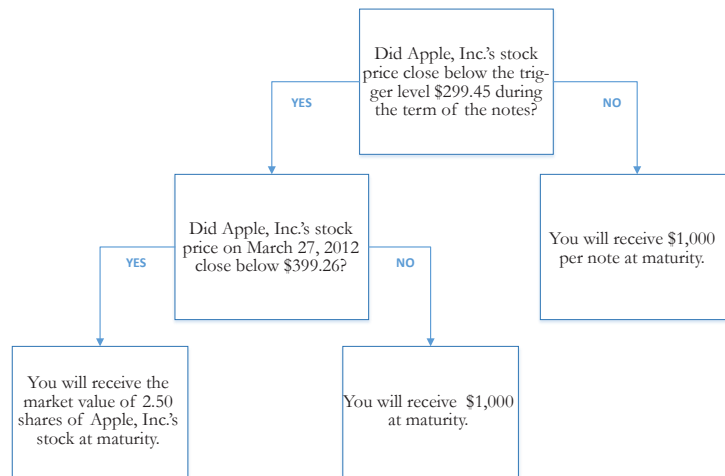 Did Apple, Inc.'s stock
price close below the trig-
ger level $299.45 during
the term of the notes?
YES
NO
Did Apple, Inc.'s stock
price on March 27, 2012
close below $399.26?
You will receive $1,000
per note at maturity.
YES
NO
You will receive the
market value of 2.50
shares of Apple, Inc.'s
stock at maturity.
You will receive $1,000
at maturity.